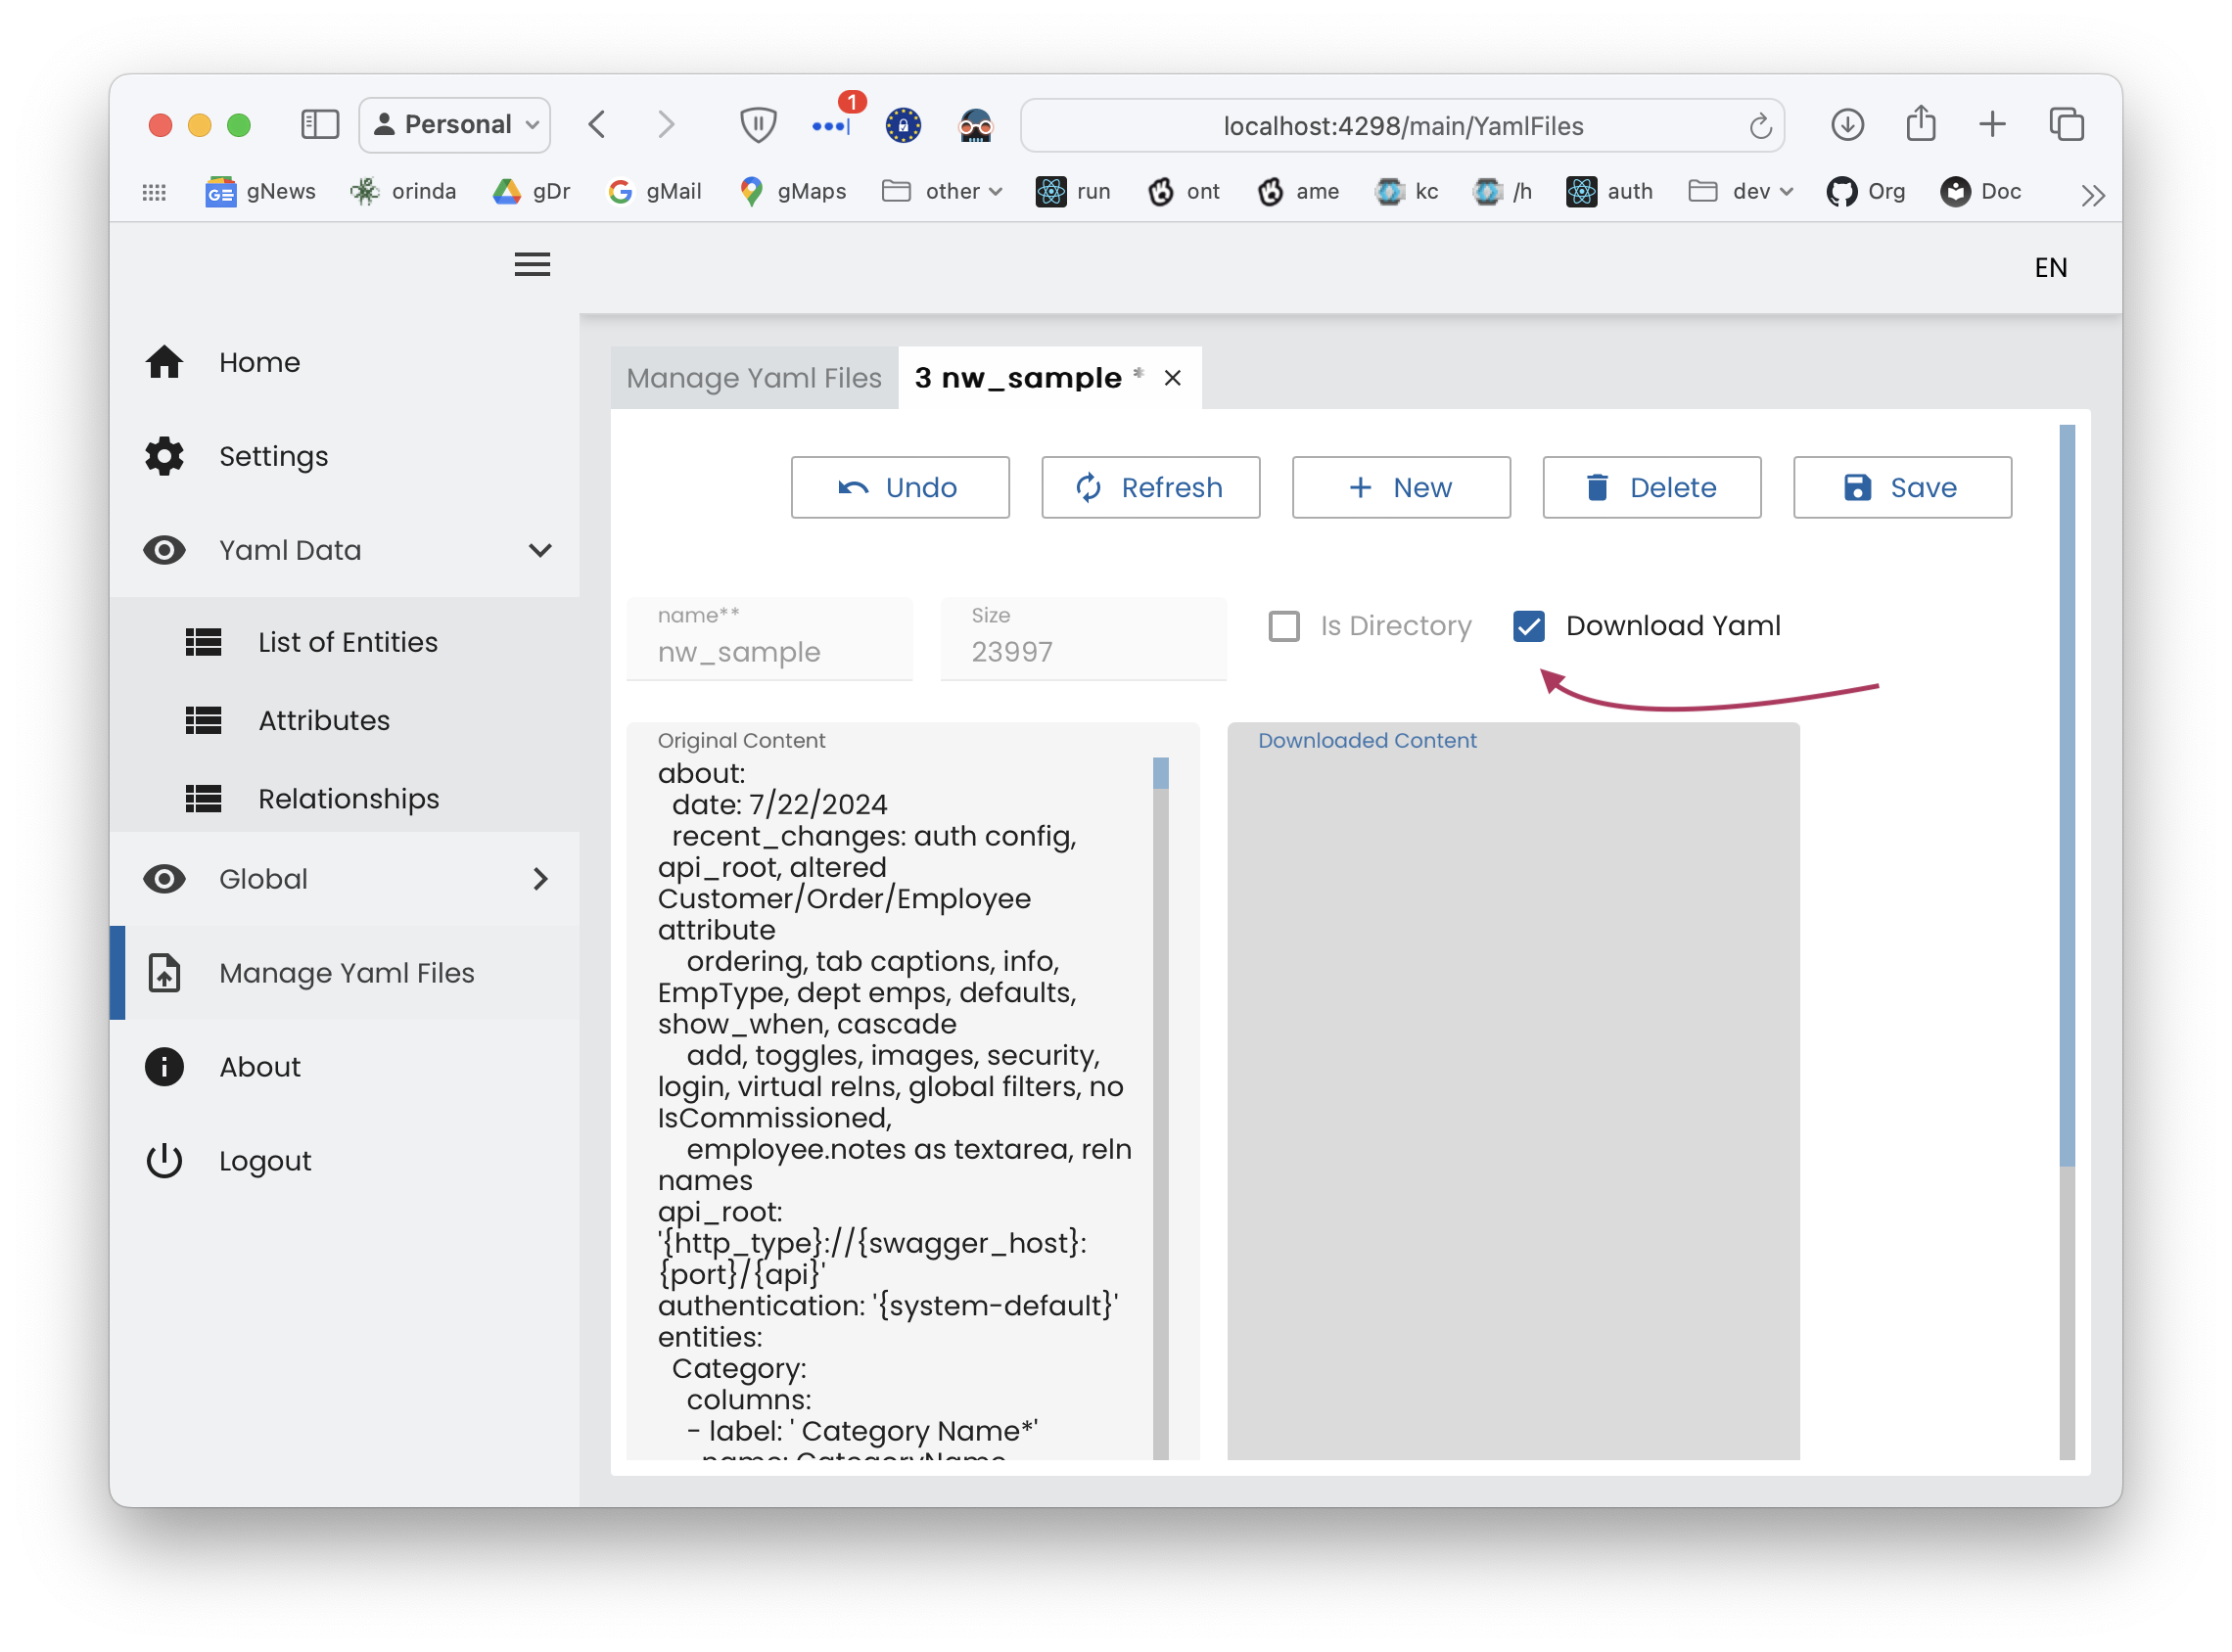 Personal
1
localhost:4298/main/YamlFiles
gNews
orinda
gDr
gMail
gMaps
other
run
ont
ame
kc
/h
auth
dev
Org
Doc
EN
Home
Settings
Yaml Data
List of Entities
Attributes
Relationships
Global
Manage Yaml Files
About
Logout
Manage Yaml Files
3 nw_sample *
Undo
Refresh
New
Delete
Save
name**
nw_sample
Size
23997
Is Directory
Download Yaml
Original Content
about:
date: 7/22/2024
recent_changes: auth config,
api_root, altered
Customer/Order/Employee
attribute
ordering, tab captions, info,
EmpType, dept emps, defaults,
show_when, cascade
add, toggles, images, security,
login, virtual relns, global filters, no
IsCommissioned,
employee.notes as textarea, reln
names
api_root:
'{http_type}://{swagger_host}:
{port}/{api}'
authentication: '{system-default}'
entities:
Category:
columns:
- label: ' Category Name*'
name: CategoryName
Downloaded Content